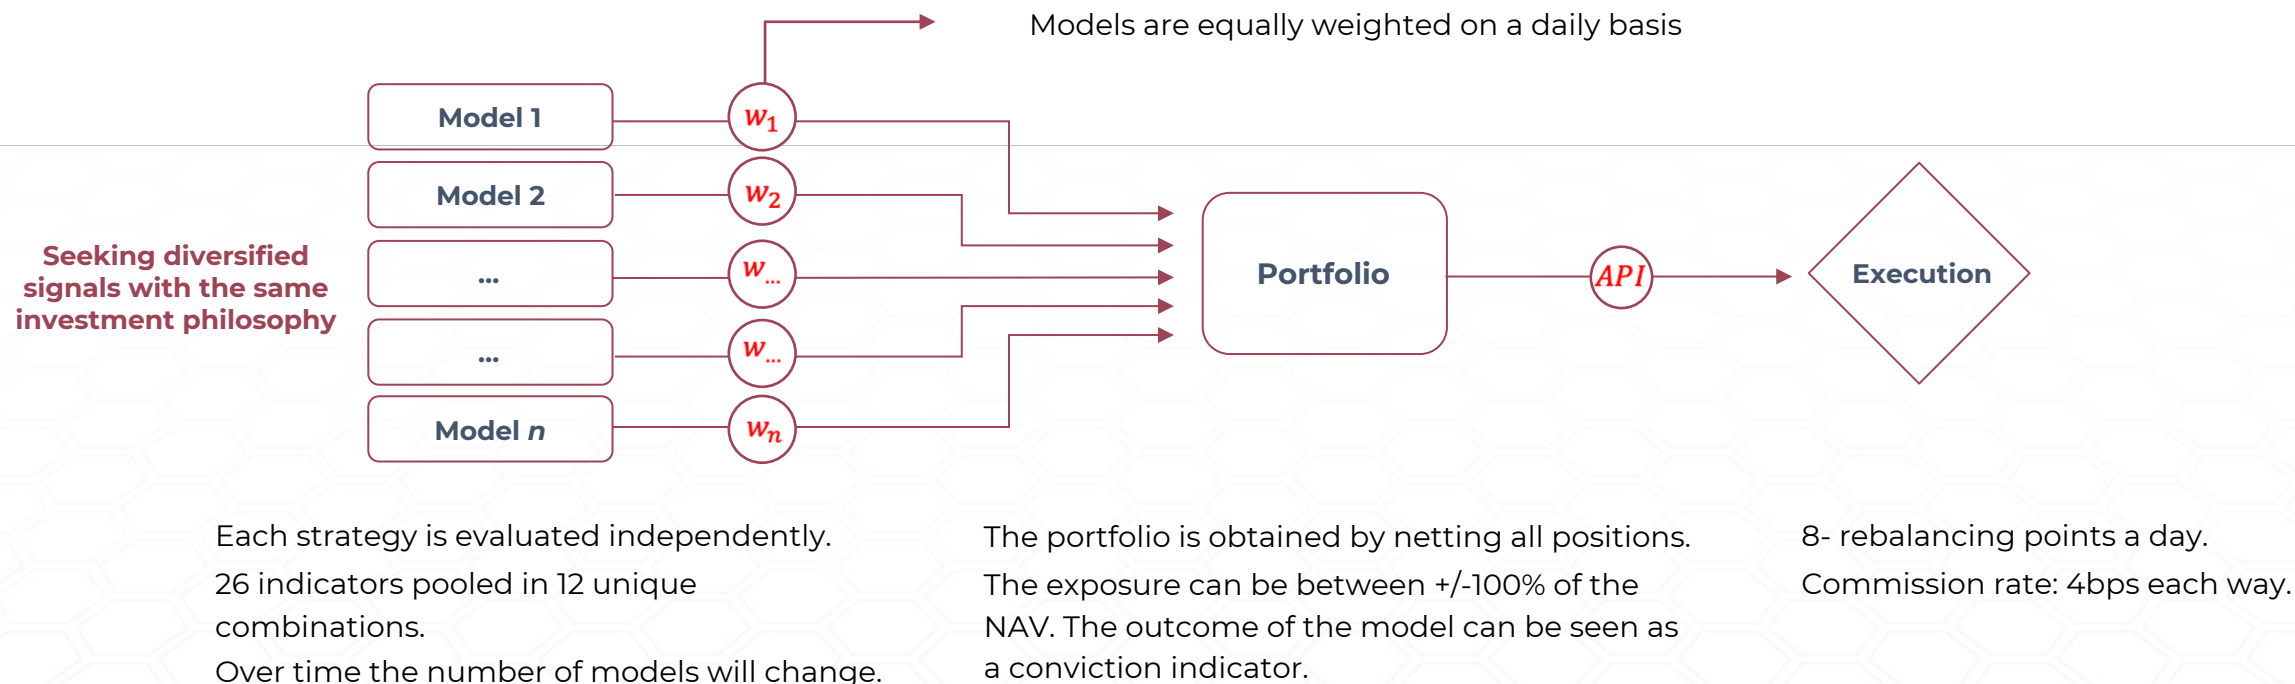 Models are equally weighted on a daily basis
Model 1
w₁
Model 2
w₂
Seeking diversified
signals with the same
investment philosophy
...
w...
...
w...
Model n
wₙ
Portfolio
API
Execution
Each strategy is evaluated independently.
26 indicators pooled in 12 unique
combinations.
Over time the number of models will change.
The portfolio is obtained by netting all positions.
The exposure can be between +/-100% of the
NAV. The outcome of the model can be seen as
a conviction indicator.
8- rebalancing points a day.
Commission rate: 4bps each way.